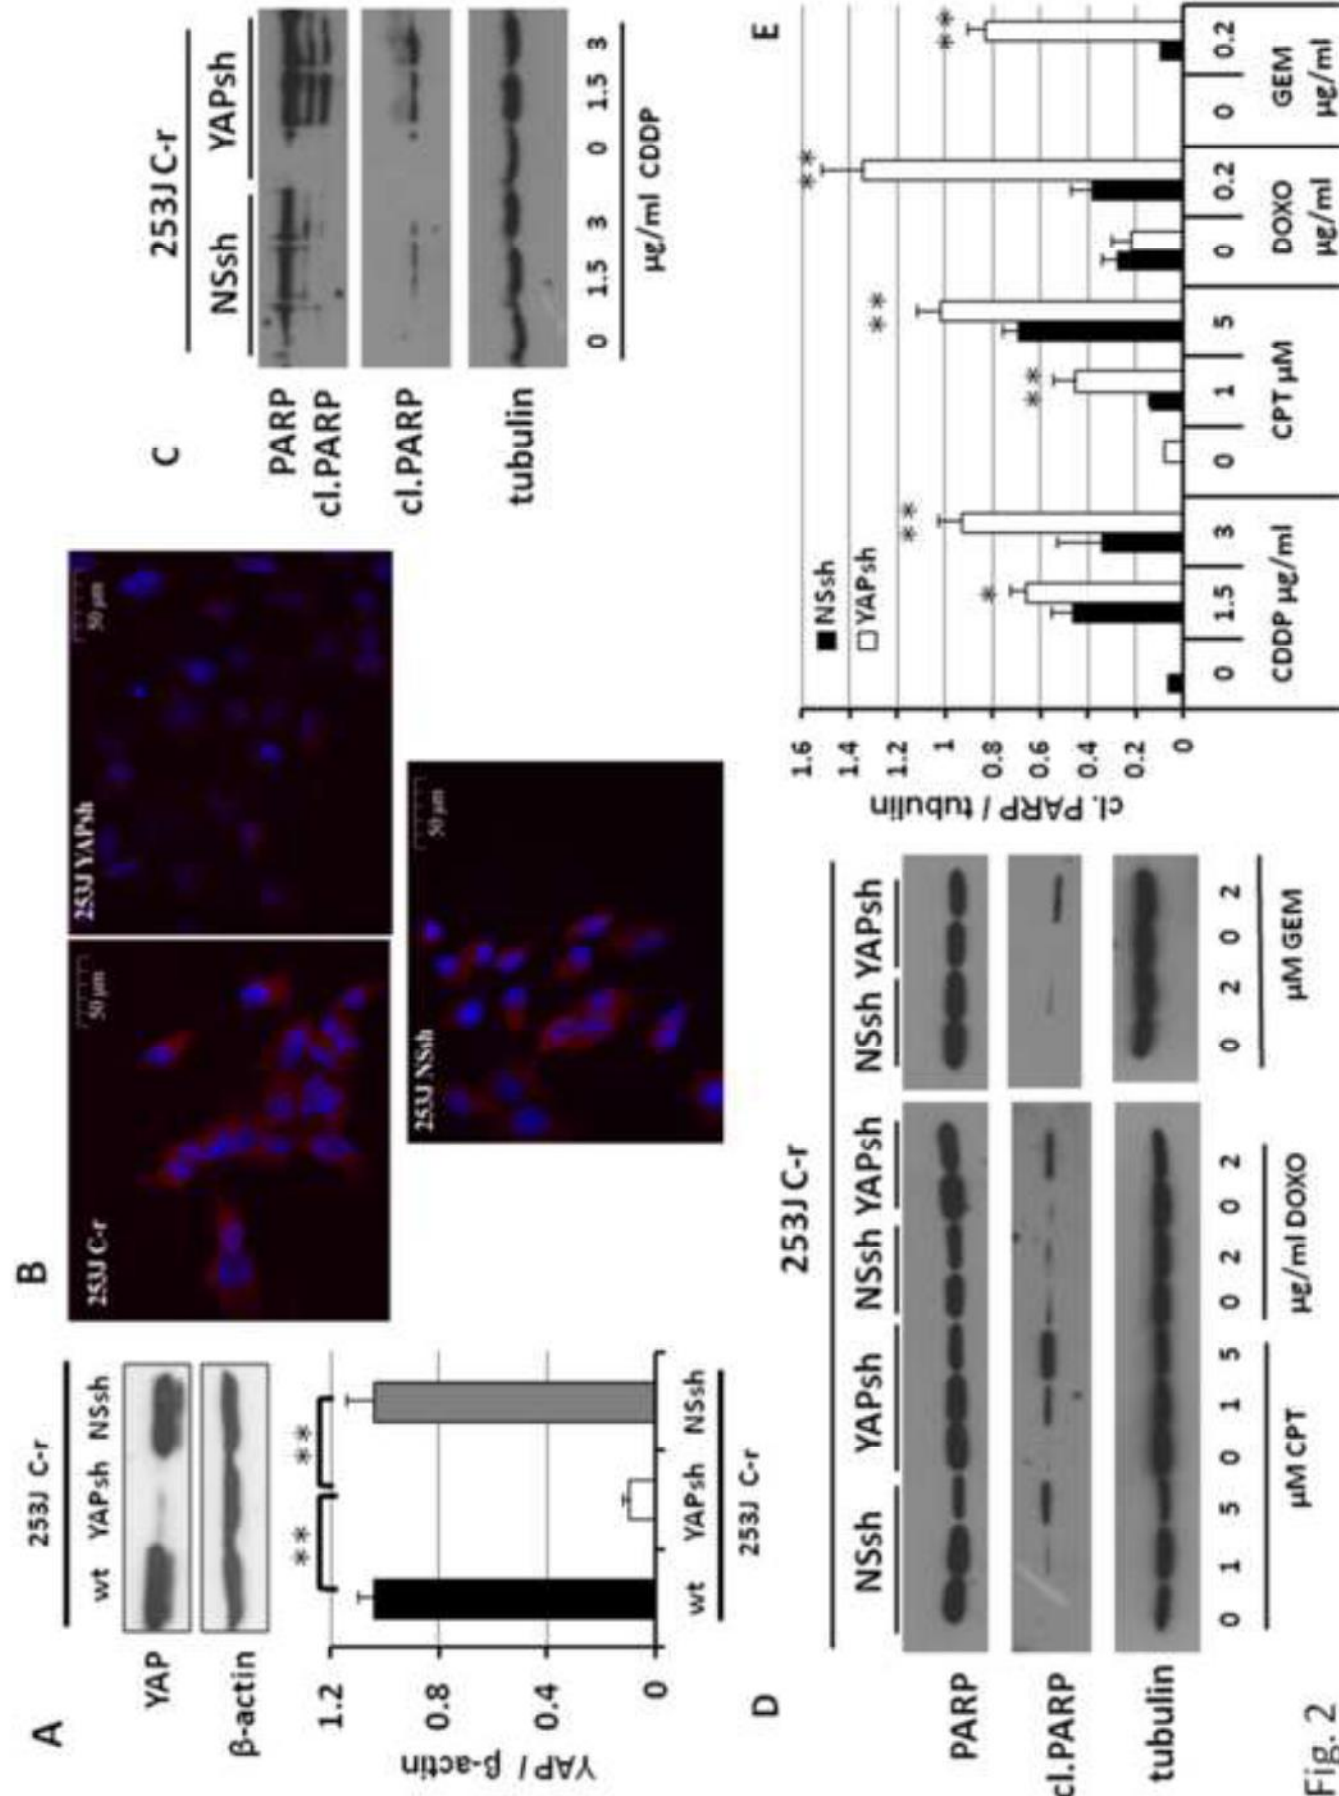 A
253J C-r
wt YAPsh NSsh
YAP
β-actin
YAP / β-actin
1.2
0.8
0.4
0
** **
wt YAPsh NSsh
253J C-r
B
253J C-r
50 µm
253J YAPsh
50 µm
253J NSsh
50 µm
C
253J C-r
NSsh YAPsh
PARP
cl.PARP
cl.PARP
tubulin
0 1.5 3 0 1.5 3
µg/ml CDDP
D
253J C-r
NSsh YAPsh NSsh YAPsh NSsh YAPsh
PARP
cl.PARP
tubulin
0 1 5 0 1 5 0 2 0 2 0 2 0 2
µM CPT µg/ml DOXO µM GEM
E
cl. PARP / tubulin
1.6
1.4
1.2
1
0.8
0.6
0.4
0.2
0
NSsh
YAPsh
* ** ** ** ** **
0 1.5 3 0 1 5 0 0.2 0 0.2
CDDP µg/ml CPT µM DOXO GEM
µg/ml µg/ml
Fig. 2